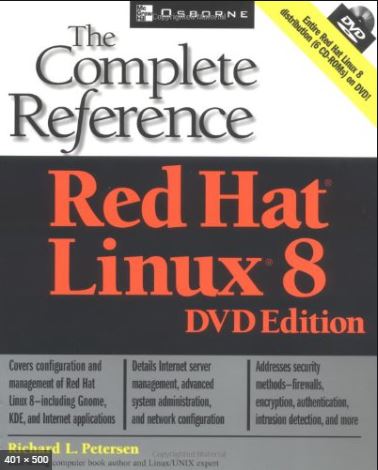 OSBORNE
DVD
Entire Red Hat Linux 8
distribution (6 CD-ROMs) on DVD!
The
Complete
Reference
Red Hat®
Linux® 8
DVD Edition
Covers configuration and
management of Red Hat
Linux 8–including Gnome,
KDE, and Internet applications
Details Internet server
management, advanced
system administration,
and network configuration
Addresses security
methods–firewalls,
encryption, authentication,
intrusion detection, and more
Richard L. Petersen
computer book author and Linux/UNIX expert
401 × 500